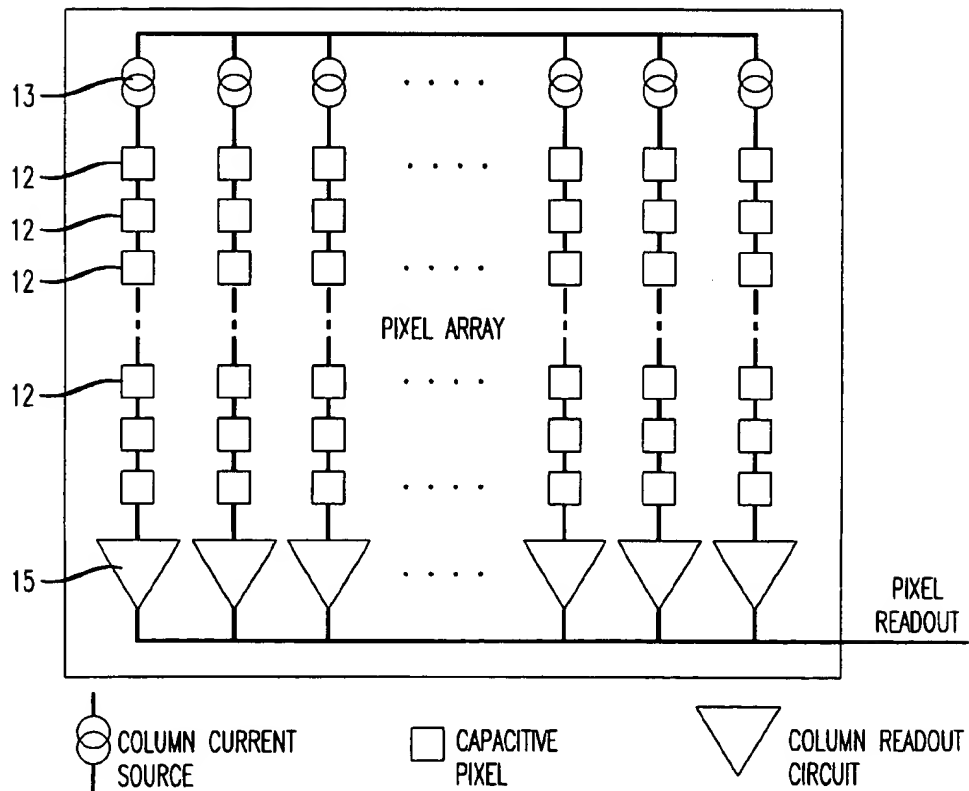 13
12
12
12
PIXEL ARRAY
12
15
PIXEL
READOUT
COLUMN CURRENT
SOURCE
CAPACITIVE
PIXEL
COLUMN READOUT
CIRCUIT